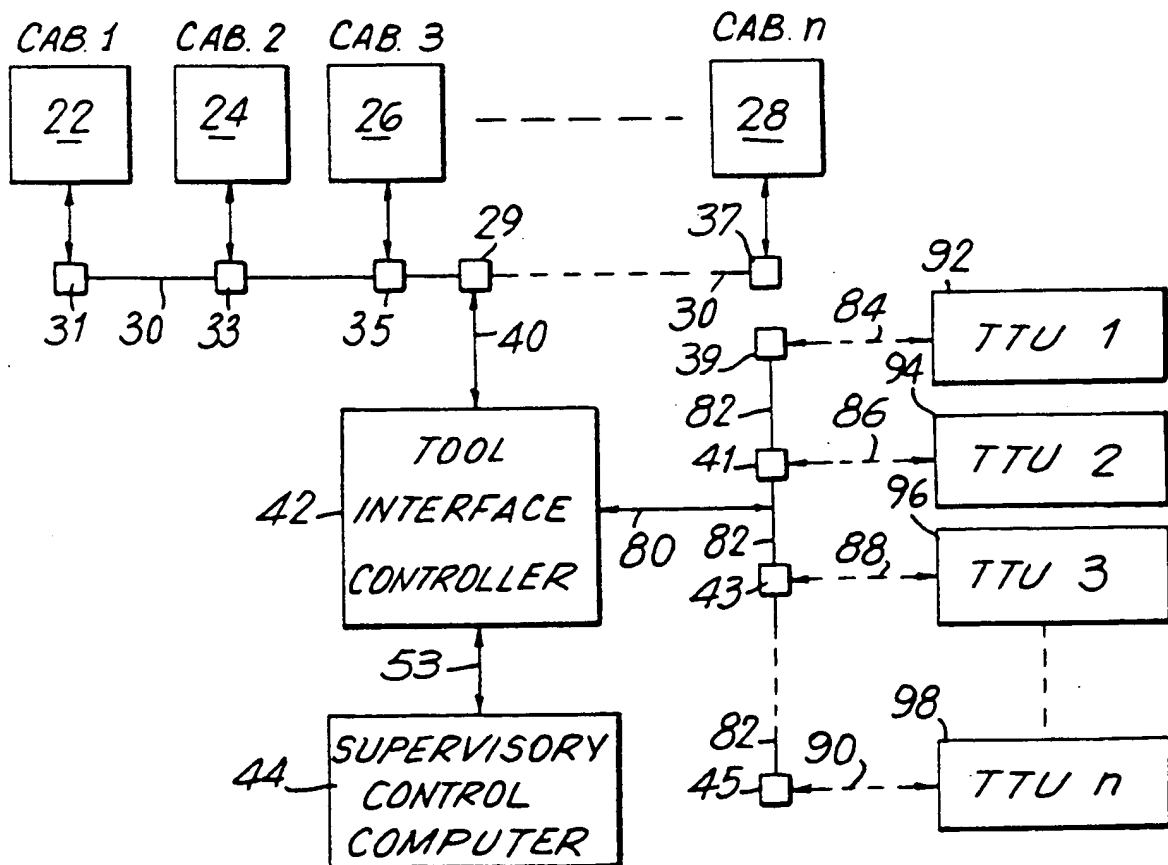 CAB. 1 CAB. 2 CAB. 3 CAB. n
22 24 26 28
29 37
31 30 33 35 30
40
39
92
84
TTU 1
82
94
86
41
TTU 2
TOOL
INTERFACE
CONTROLLER
42
80
82
96
88
43
TTU 3
53
98
82
90
45
TTU n
44
SUPERVISORY
CONTROL
COMPUTER